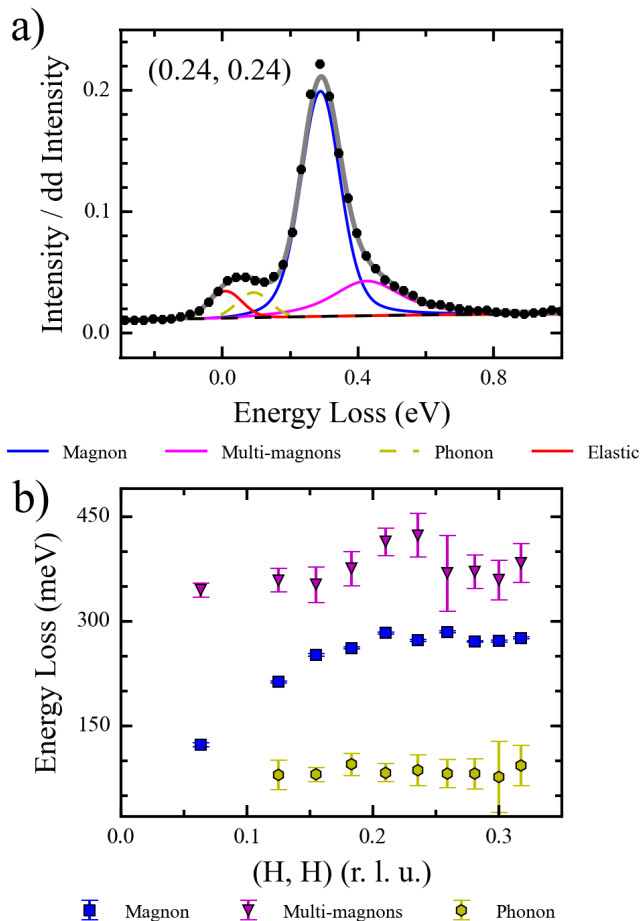 a)
(0.24, 0.24)
0.2
0.1
0.0
Intensity / dd Intensity
0.0 0.4 0.8
Energy Loss (eV)
Magnon Multi-magnons Phonon Elastic
b)
450
300
150
Energy Loss (meV)
0.0 0.1 0.2 0.3
(H, H) (r. l. u.)
Magnon Multi-magnons Phonon